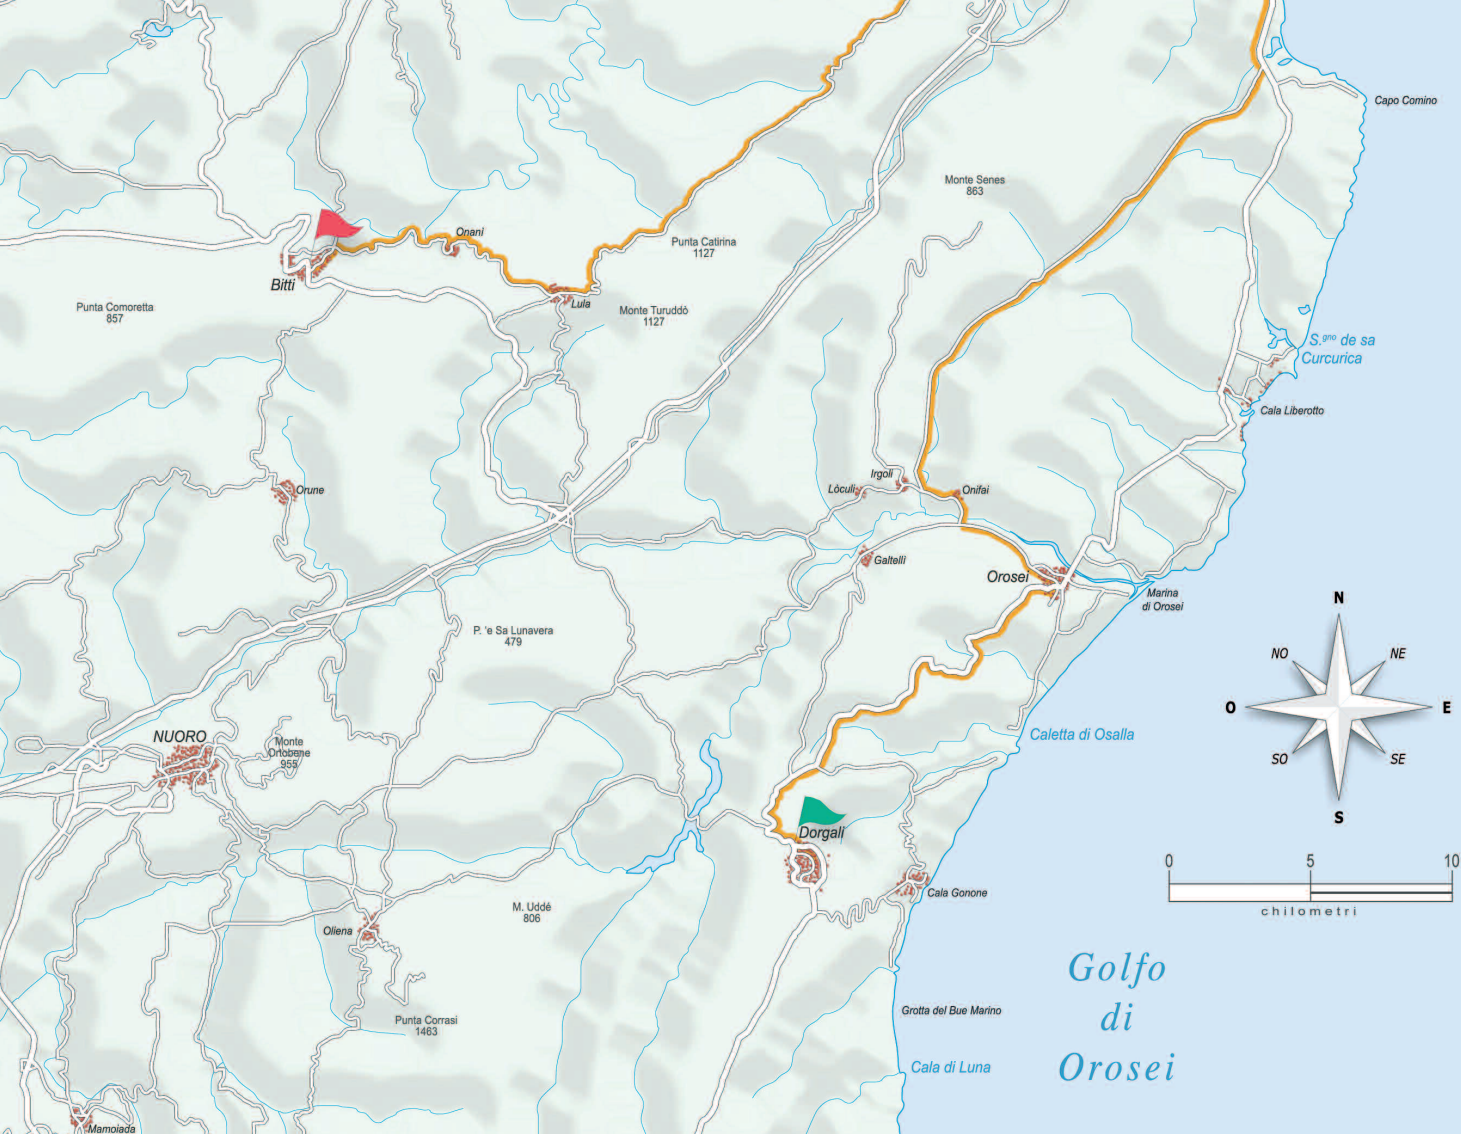 Capo Comino
Monte Senes
863
Onanì
Punta Catirina
1127
Bitti
Lula
Punta Comoretta
857
Monte Turuddò
1127
S.gno de sa
Curcurica
Cala Liberotto
Irgoli
Lòculi
Onifai
Orune
Galtellì
Orosei
Marina
di Orosei
P. 'e Sa Lunavera
479
N
NO
NE
O
E
SO
SE
S
NUORO
Monte
Ortobene
955
Caletta di Osalla
Dorgali
0
5
10
chilometri
Cala Gonone
M. Uddè
806
Oliena
Golfo
di
Orosei
Grotta del Bue Marino
Punta Corrasi
1463
Cala di Luna
Mamoiada